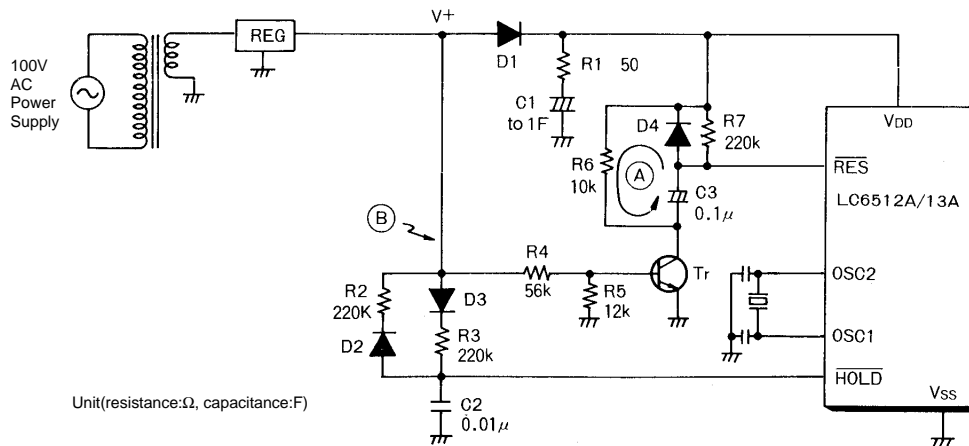 100V
AC
Power
Supply
REG
V+
D1
R1 50
C1
to 1F
D4
R7
220k
R6
10k
A
C3
0.1μ
VDD
RES
LC6512A/13A
B
R4
56k
Tr
R5
12k
OSC2
OSC1
R2
220K
D3
D2
R3
220k
HOLD
C2
0.01μ
VSS
Unit(resistance:Ω, capacitance:F)